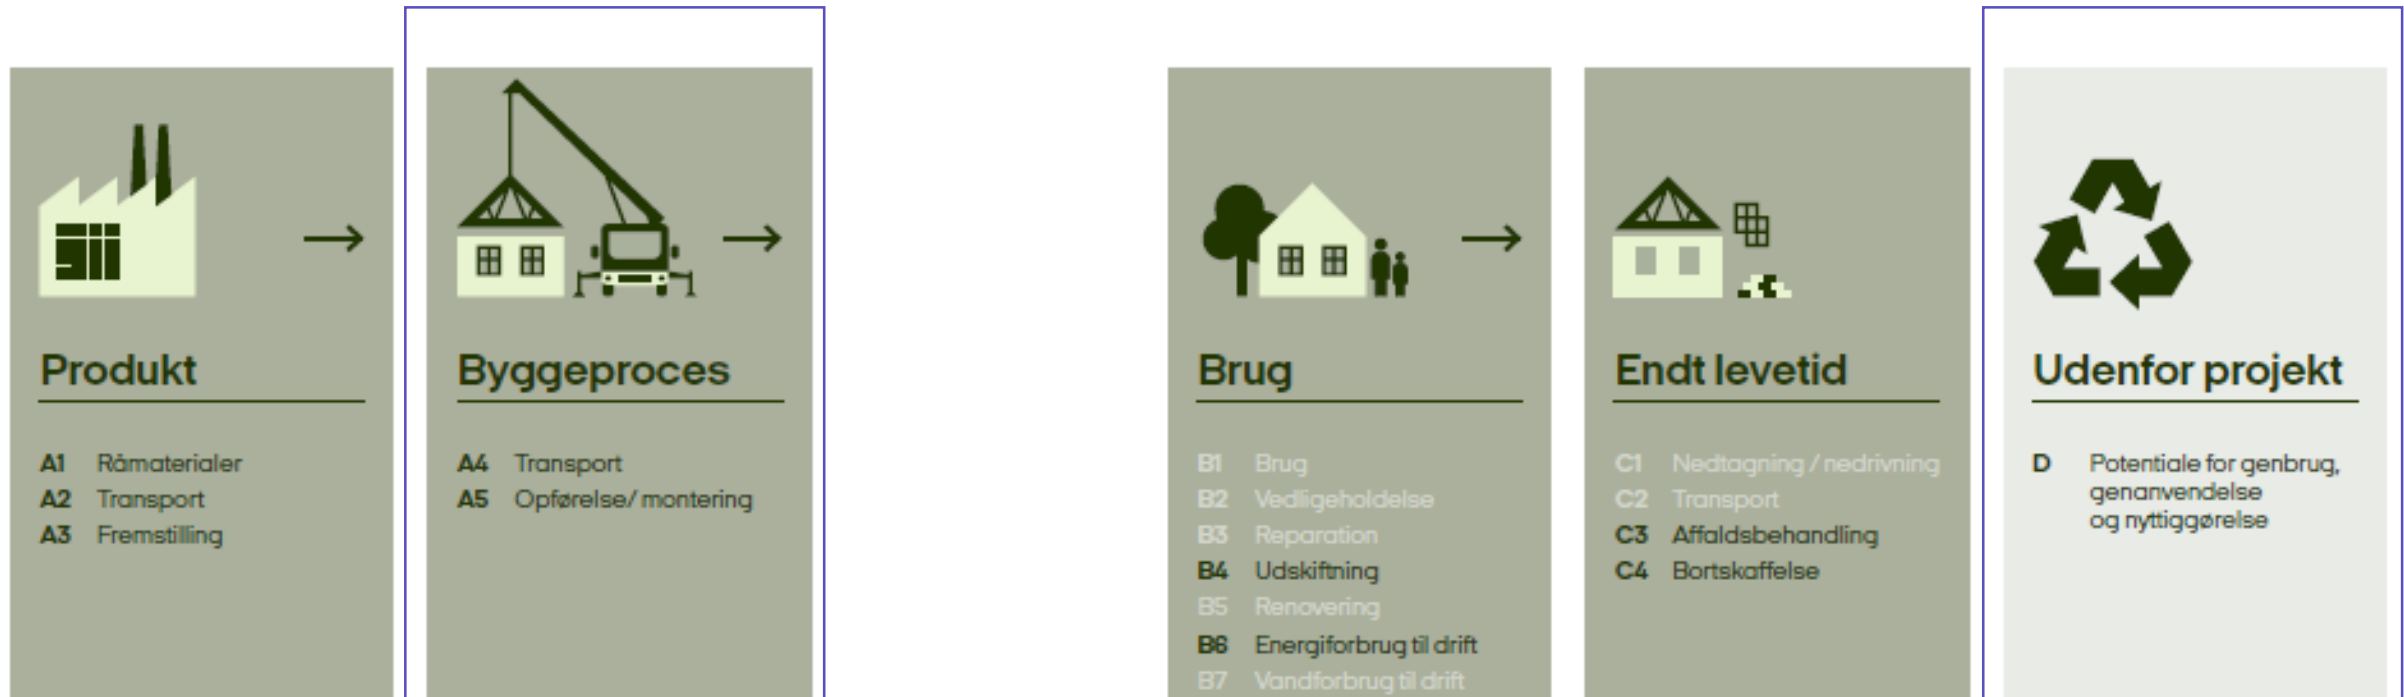 Produkt
A1 Råmaterialer
A2 Transport
A3 Fremstilling
Byggeproces
A4 Transport
A5 Opførelse/ montering
Brug
B1 Brug
B2 Vedligeholdelse
B3 Reparation
B4 Udskiftning
B5 Renovering
B6 Energiforbrug til drift
B7 Vandforbrug til drift
Endt levetid
C1 Nedtagning / nedrivning
C2 Transport
C3 Affaldsbehandling
C4 Bortskaffelse
Udenfor projekt
D Potentiale for genbrug,
genanvendelse
og nyttiggørelse